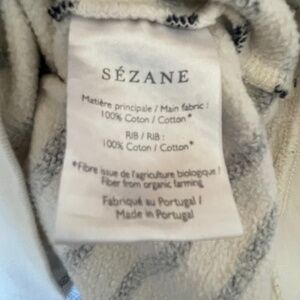 SÉZANE
Matière principale / Main fabric :
100% Coton / Cotton*
RIB / RIB :
100% Coton / Cotton*
*Fibre issue de l'agriculture biologique /
Fiber from organic farming
Fabriqué au Portugal /
Made in Portugal